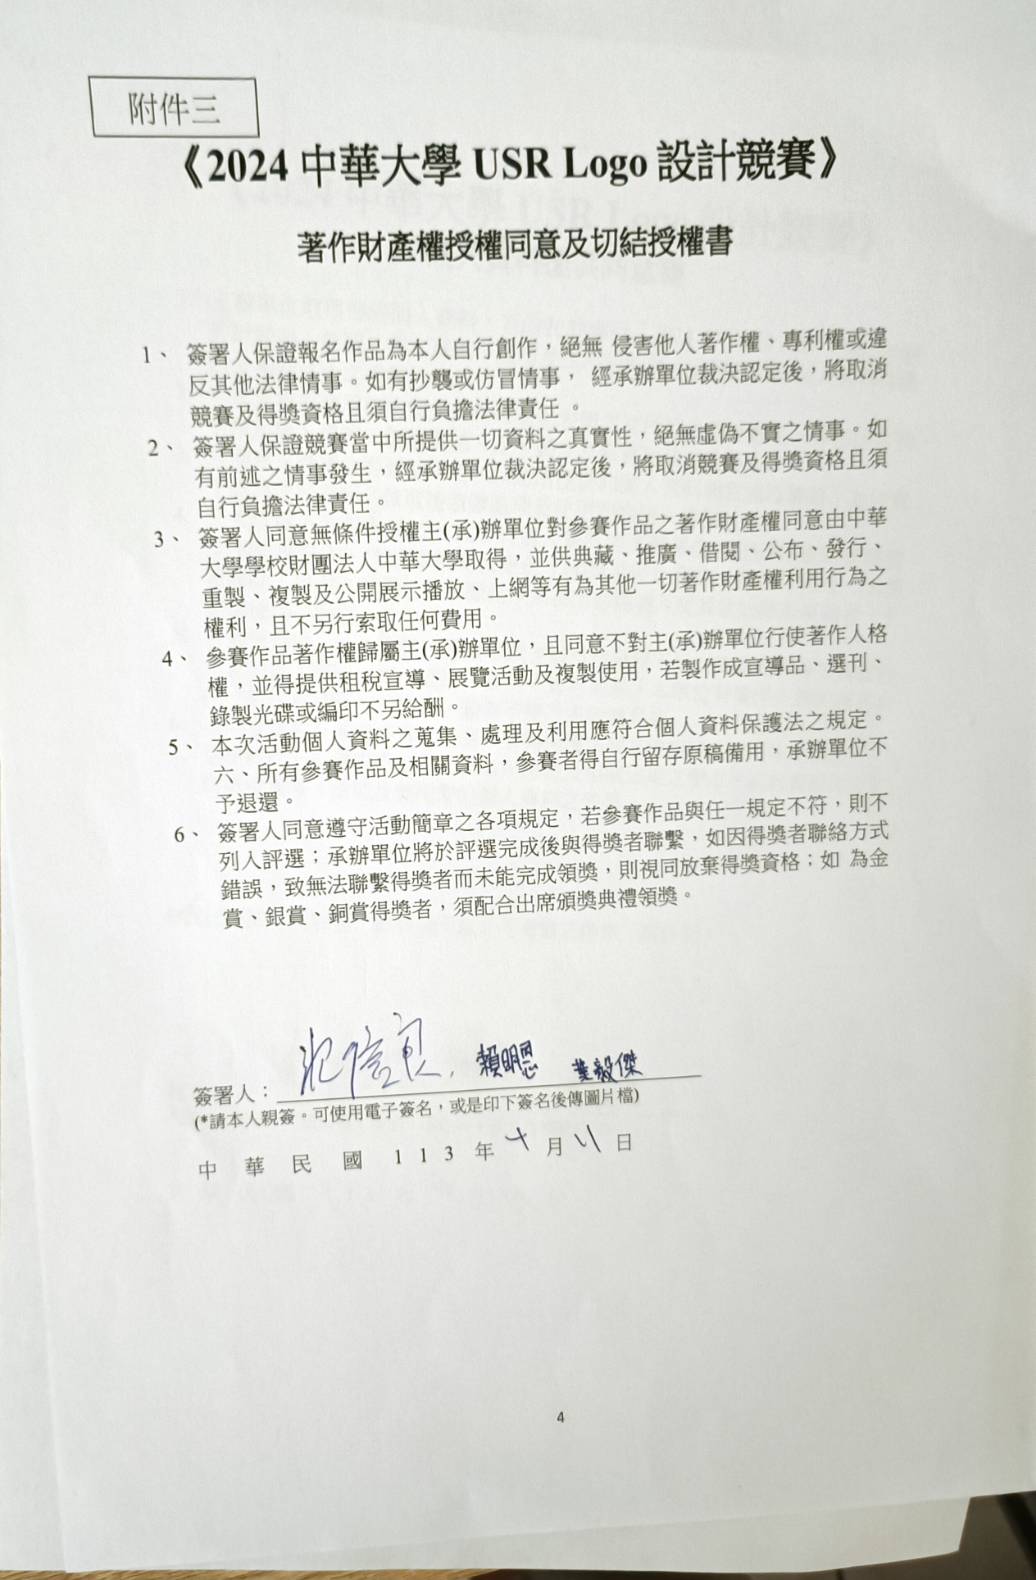 附件三
《2024 中華大學 USR Logo 設計競賽》
著作財產權授權同意及切結授權書
1、 簽署人保證報名作品為本人自行創作，絕無 侵害他人著作權、專利權或違
反其他法律情事。如有抄襲或仿冒情事， 經承辦單位裁決認定後，將取消
競賽及得獎資格且須自行負擔法律責任 。
2、 簽署人保證競賽當中所提供一切資料之真實性，絕無虛偽不實之情事。如
有前述之情事發生，經承辦單位裁決認定後，將取消競賽及得獎資格且須
自行負擔法律責任。
3、 簽署人同意無條件授權主(承)辦單位對參賽作品之著作財產權同意由中華
大學學校財團法人中華大學取得，並供典藏、推廣、借閱、公布、發行、
重製、複製及公開展示播放、上網等有為其他一切著作財產權利用行為之
權利，且不另行索取任何費用。
4、 參賽作品著作權歸屬主(承)辦單位，且同意不對主(承)辦單位行使著作人格
權，並得提供租稅宣導、展覽活動及複製使用，若製作成宣導品、選刊、
錄製光碟或編印不另給酬。
5、 本次活動個人資料之蒐集、處理及利用應符合個人資料保護法之規定。
六、所有參賽作品及相關資料，參賽者得自行留存原稿備用，承辦單位不
予退還。
6、 簽署人同意遵守活動簡章之各項規定，若參賽作品與任一規定不符，則不
列入評選；承辦單位將於評選完成後與得獎者聯繫，如因得獎者聯絡方式
錯誤，致無法聯繫得獎者而未能完成領獎，則視同放棄得獎資格；如 為金
賞、銀賞、銅賞得獎者，須配合出席頒獎典禮領獎。
簽署人： 賴明恩 葉毅傑
(*請本人親簽。可使用電子簽名，或是印下簽名後傳圖片檔)
中 華 民 國 1 1 3 年 十 月 日
4